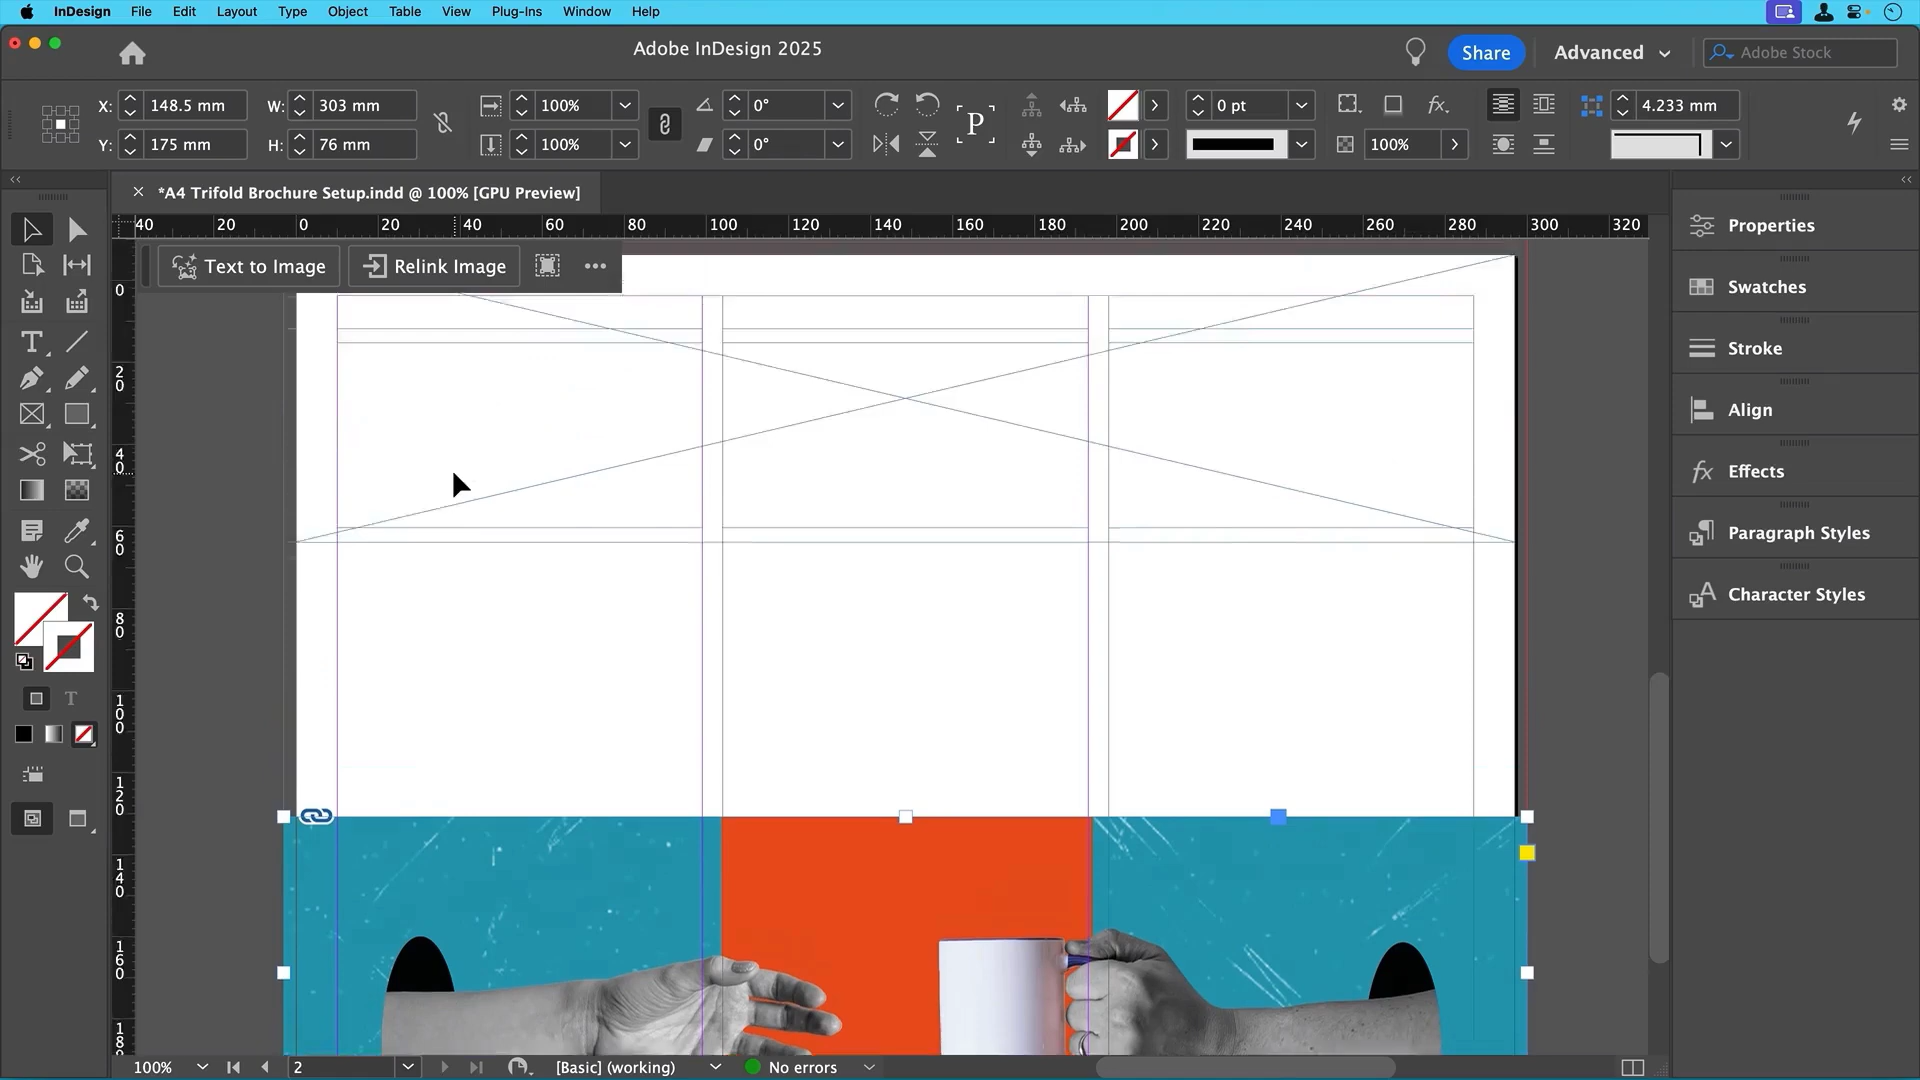 InDesign File Edit Layout Type Object Table View Plug-Ins Window Help
Adobe InDesign 2025
Share
Advanced
Adobe Stock
X: 148.5 mm W: 303 mm 100% 0° P 0 pt fx. 4.233 mm
Y: 175 mm H: 76 mm 100% 0° 100%
*A4 Trifold Brochure Setup.indd @ 100% [GPU Preview]
40 20 0 20 40 60 80 100 120 140 160 180 200 220 240 260 280 300 320
Text to Image
Relink Image
0
20
40
60
80
100
120
140
160
18
T
T
Properties
Swatches
Stroke
Align
fx Effects
Paragraph Styles
A Character Styles
100% 2 [Basic] (working) No errors